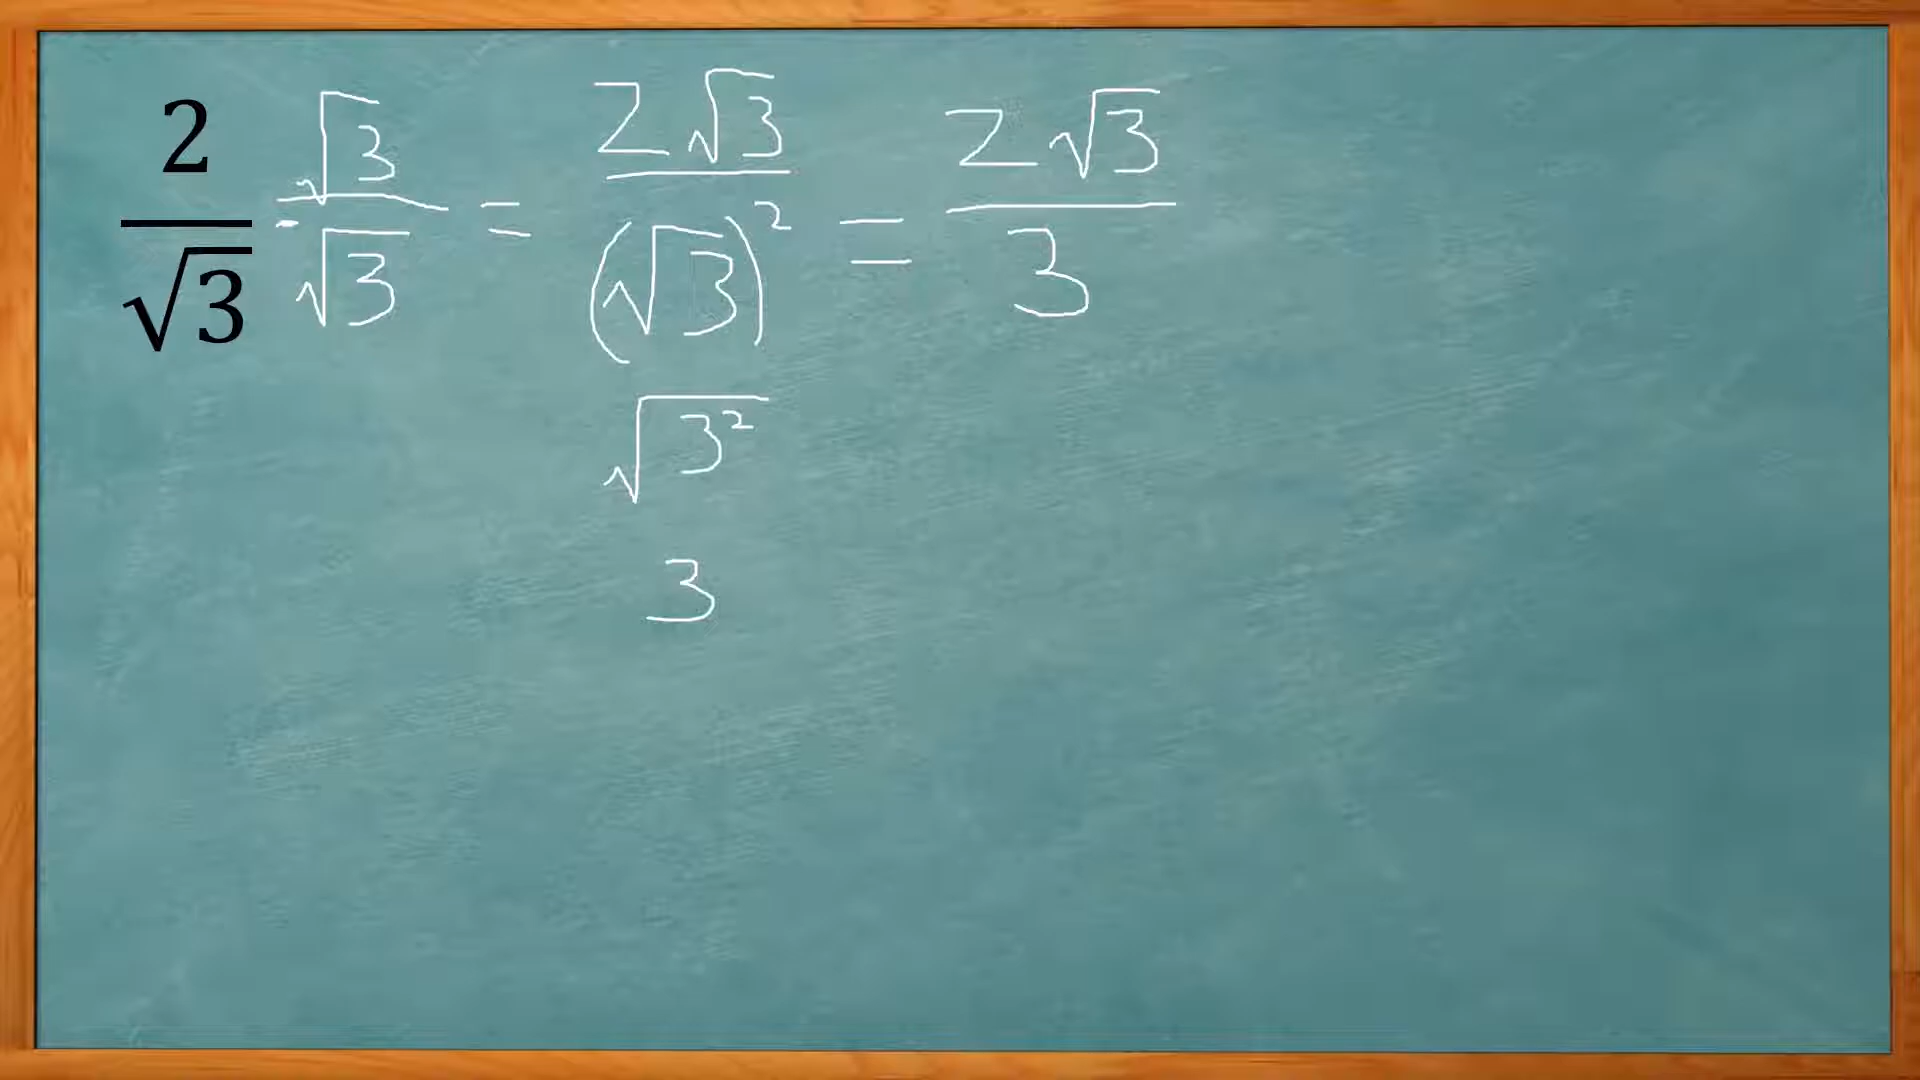 2/√3 · √3/√3 = 2√3/(√3)² = 2√3/3
√3²
3